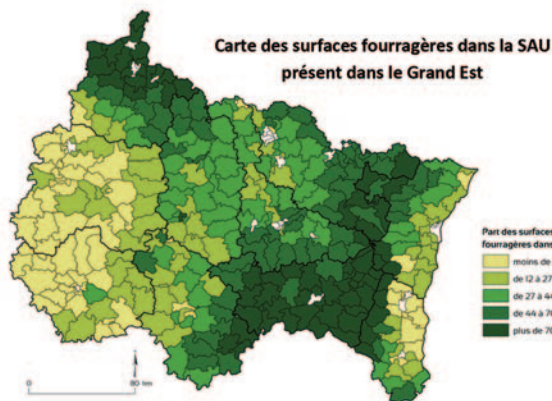 Carte des surfaces fourragères dans la SAU
présent dans le Grand Est
Part des surfaces
fourragères dans
moins de
de 12 à 27
de 27 à 4
de 44 à 70
plus de 70
0 80 km